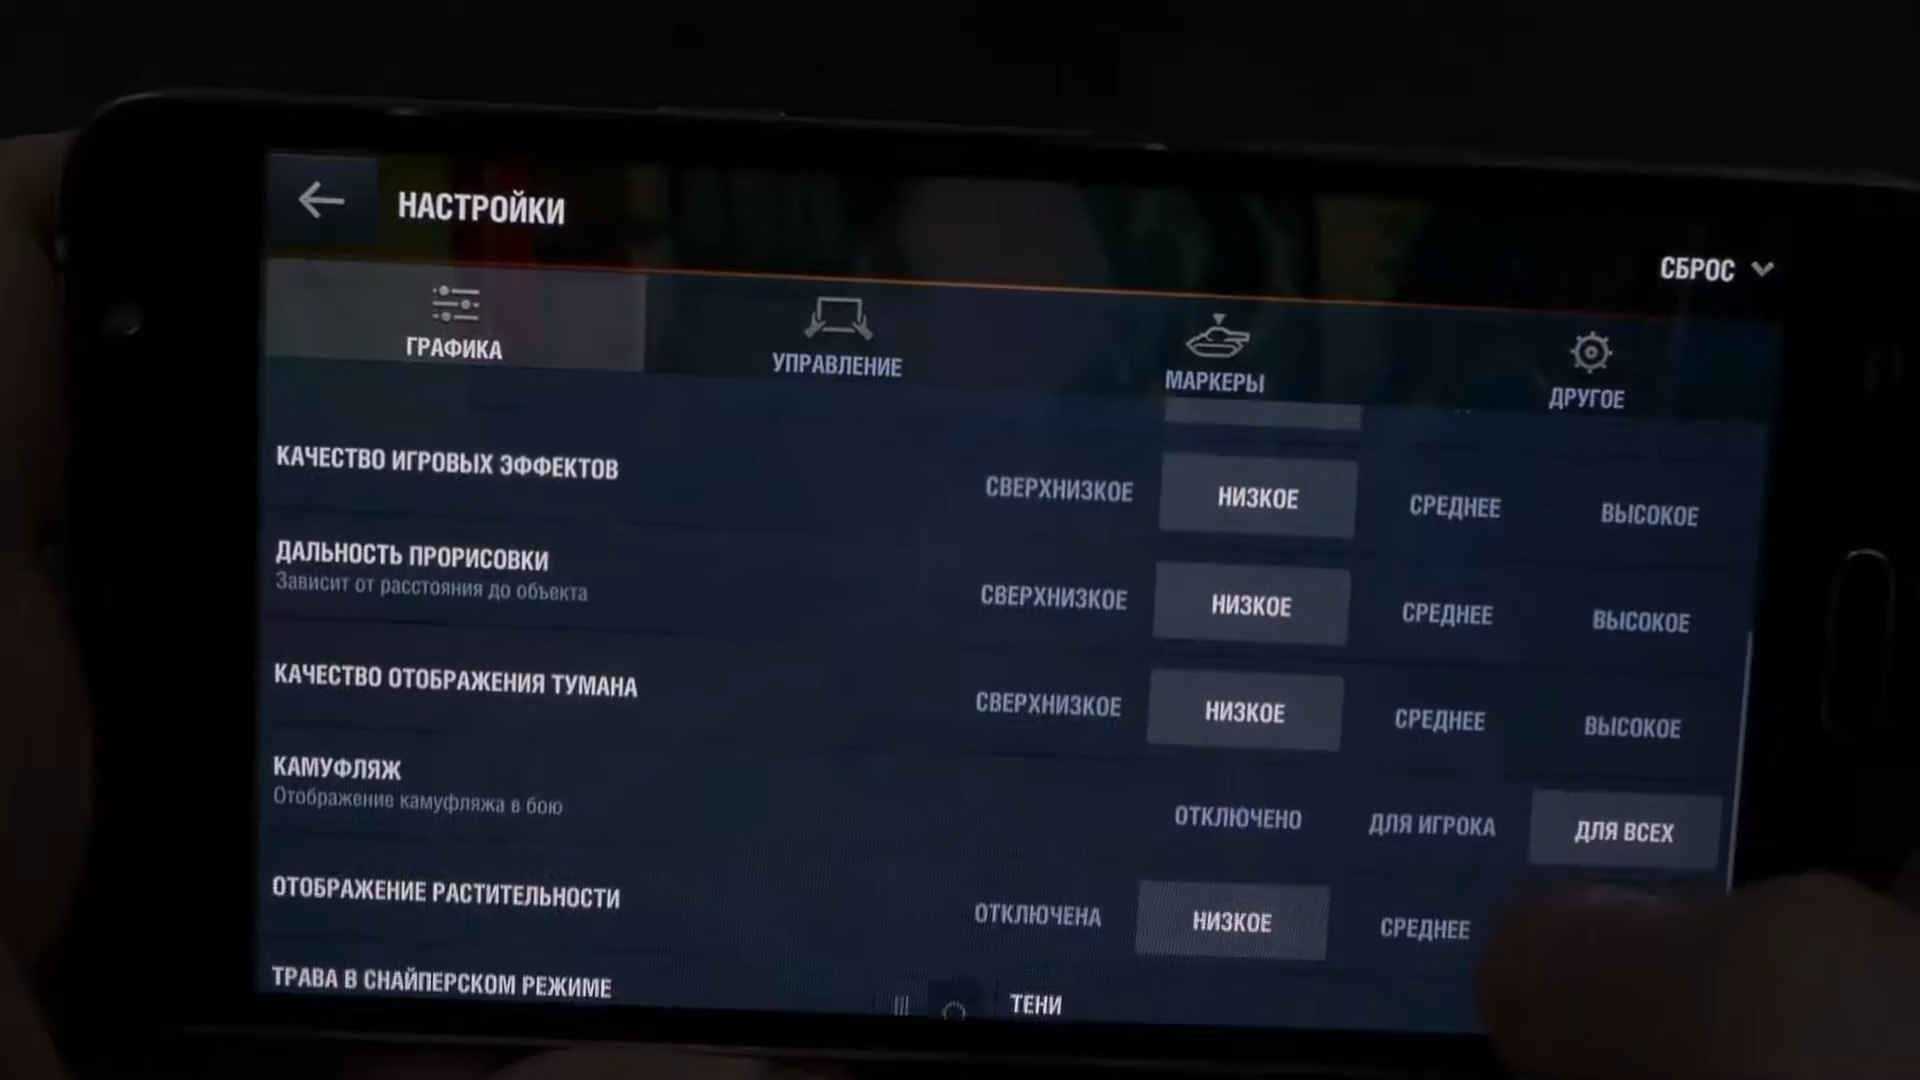 НАСТРОЙКИ
СБРОС
ГРАФИКА
УПРАВЛЕНИЕ
МАРКЕРЫ
ДРУГОЕ
КАЧЕСТВО ИГРОВЫХ ЭФФЕКТОВ
СВЕРХНИЗКОЕ НИЗКОЕ СРЕДНЕЕ ВЫСОКОЕ
ДАЛЬНОСТЬ ПРОРИСОВКИ
Зависит от расстояния до объекта
СВЕРХНИЗКОЕ НИЗКОЕ СРЕДНЕЕ ВЫСОКОЕ
КАЧЕСТВО ОТОБРАЖЕНИЯ ТУМАНА
СВЕРХНИЗКОЕ НИЗКОЕ СРЕДНЕЕ ВЫСОКОЕ
КАМУФЛЯЖ
Отображение камуфляжа в бою
ОТКЛЮЧЕНО ДЛЯ ИГРОКА ДЛЯ ВСЕХ
ОТОБРАЖЕНИЕ РАСТИТЕЛЬНОСТИ
ОТКЛЮЧЕНА НИЗКОЕ СРЕДНЕЕ
ТРАВА В СНАЙПЕРСКОМ РЕЖИМЕ
ТЕНИ